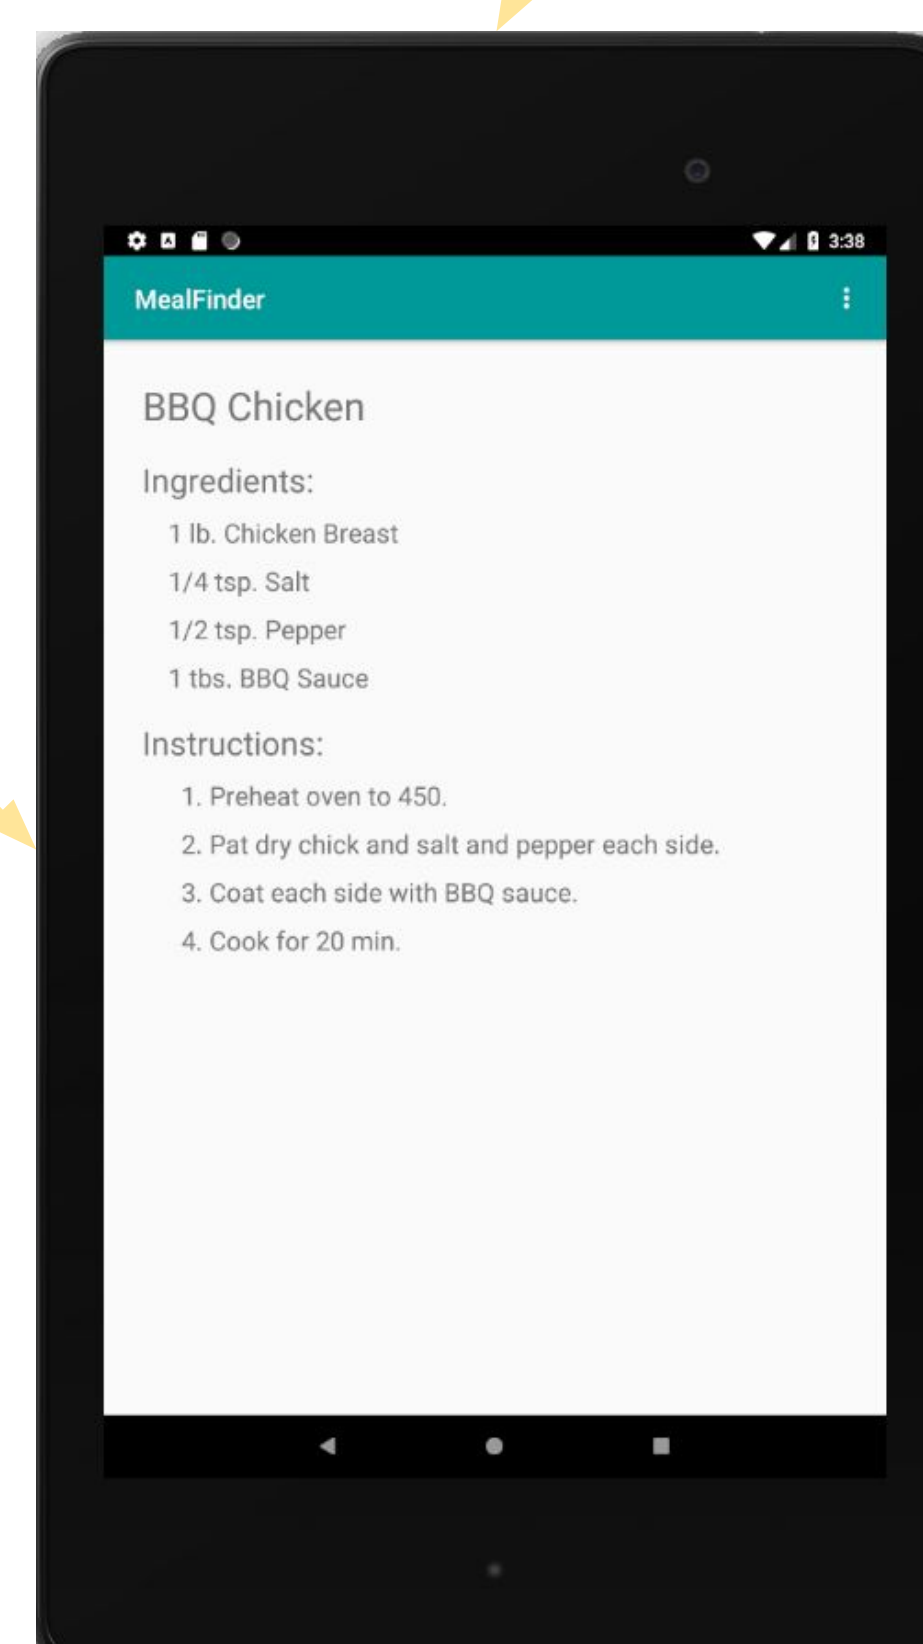 3:38
MealFinder
BBQ Chicken
Ingredients:
1 lb. Chicken Breast
1/4 tsp. Salt
1/2 tsp. Pepper
1 tbs. BBQ Sauce
Instructions:
1. Preheat oven to 450.
2. Pat dry chick and salt and pepper each side.
3. Coat each side with BBQ sauce.
4. Cook for 20 min.